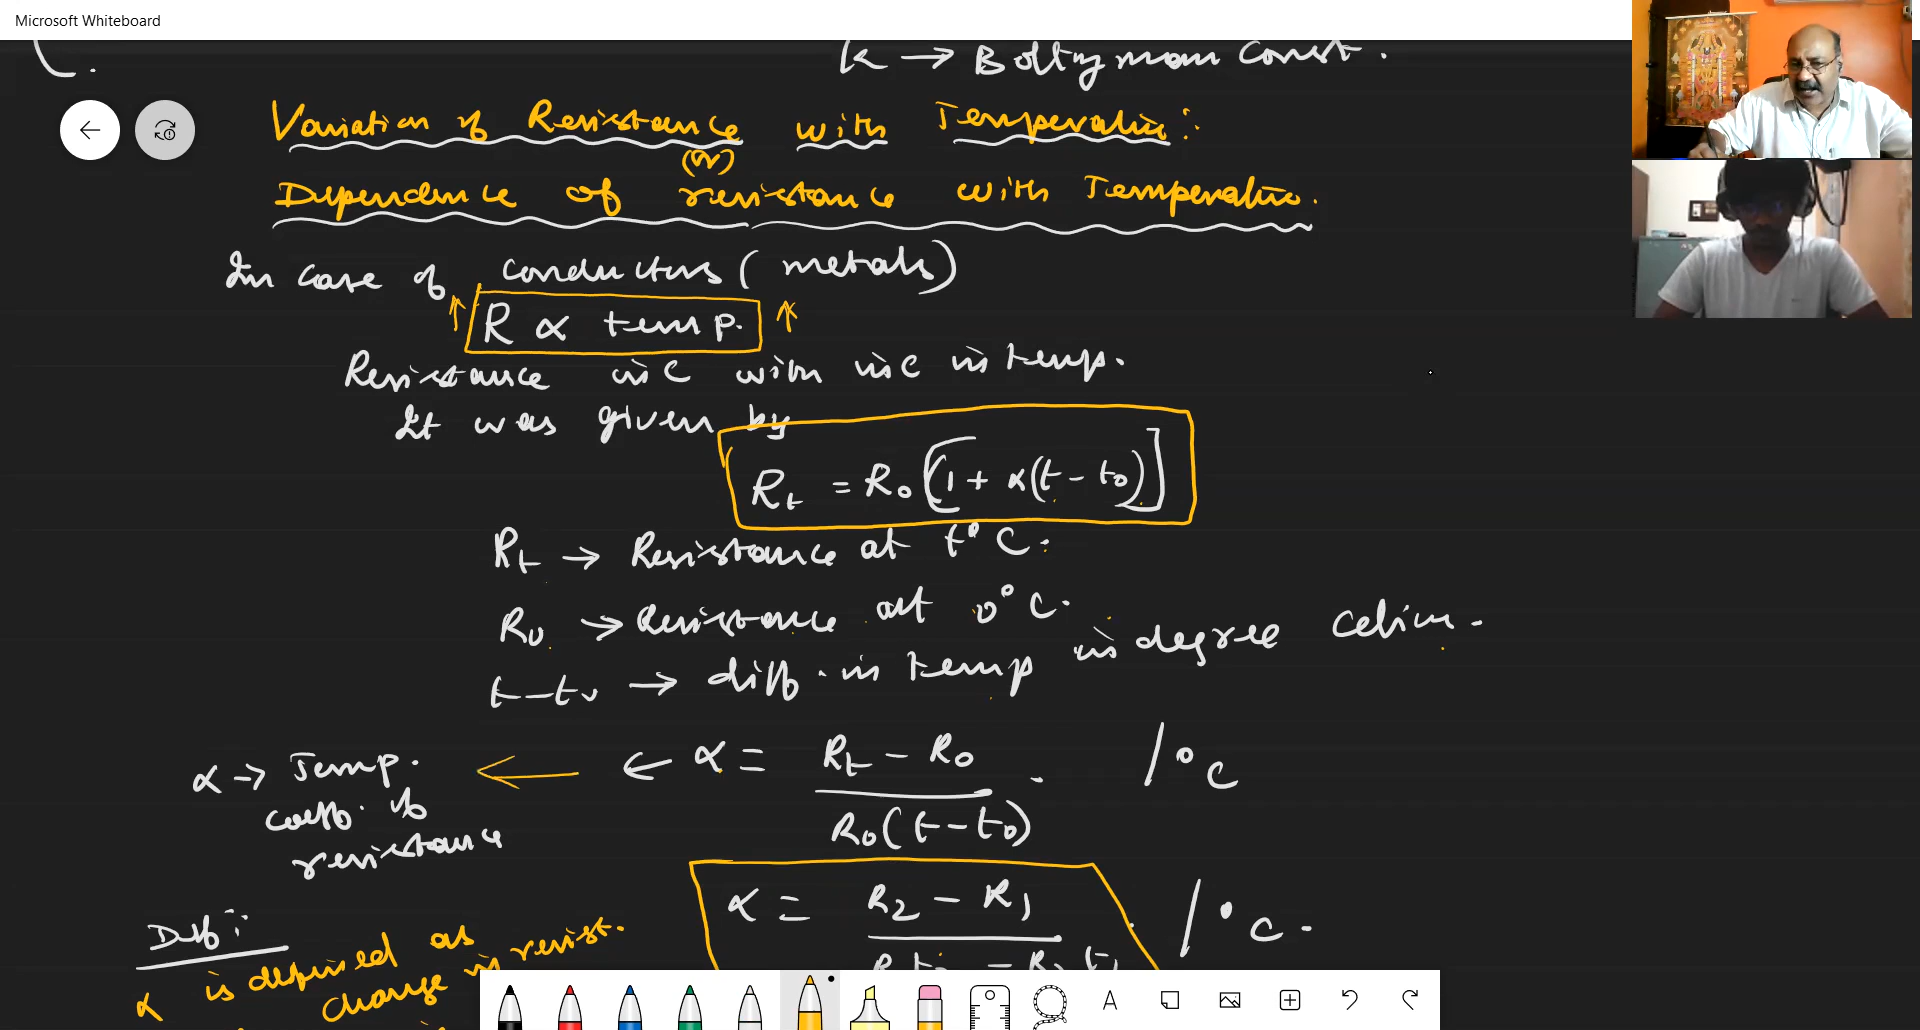 Microsoft Whiteboard
k → Boltzman Const.
Variation of Resistance with Temperature:
(or)
Dependence of resistance with Temperature.
In case of conductors (metals)
↑ R ∝ temp. ↑
Resistance inc with inc in temp.
It was given by
Rt = R0 [1 + α(t - t0)]
Rt → Resistance at t°C.
R0 → Resistance at 0°C.
t - t0 → diff. in temp in degree Celsius.
α → Temp. coeff. of resistance ← ← α = Rt - R0 / R0(t - t0) . /°C
α = R2 - R1 /°C.
Def:
α is defined as
change in resist.